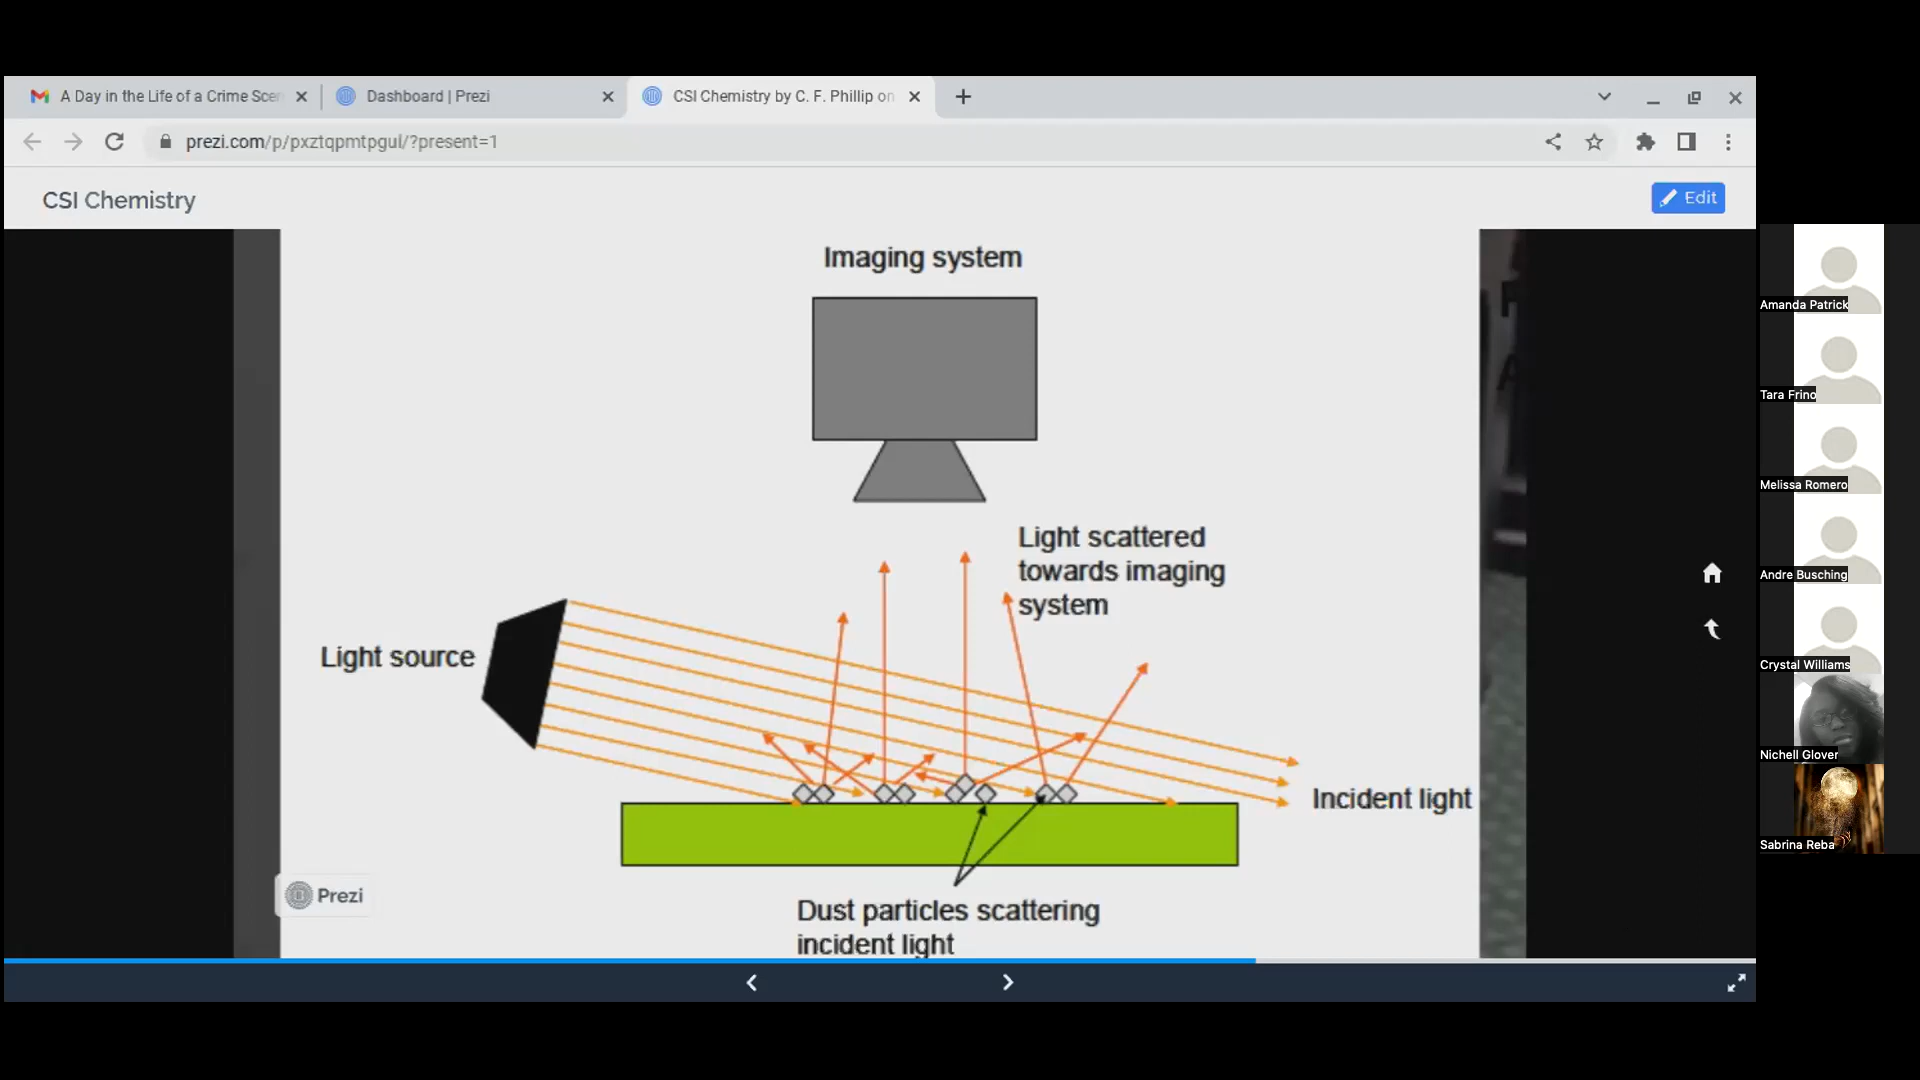 A Day in the Life of a Crime Scen
Dashboard | Prezi
CSI Chemistry by C. F. Phillip on
prezi.com/p/pxztqpmtpgul/?present=1
CSI Chemistry
Edit
Imaging system
Light scattered
towards imaging
system
Light source
Incident light
Dust particles scattering
incident light
Prezi
Amanda Patrick
Tara Frino
Melissa Romero
Andre Busching
Crystal Williams
Nichell Glover
Sabrina Reba